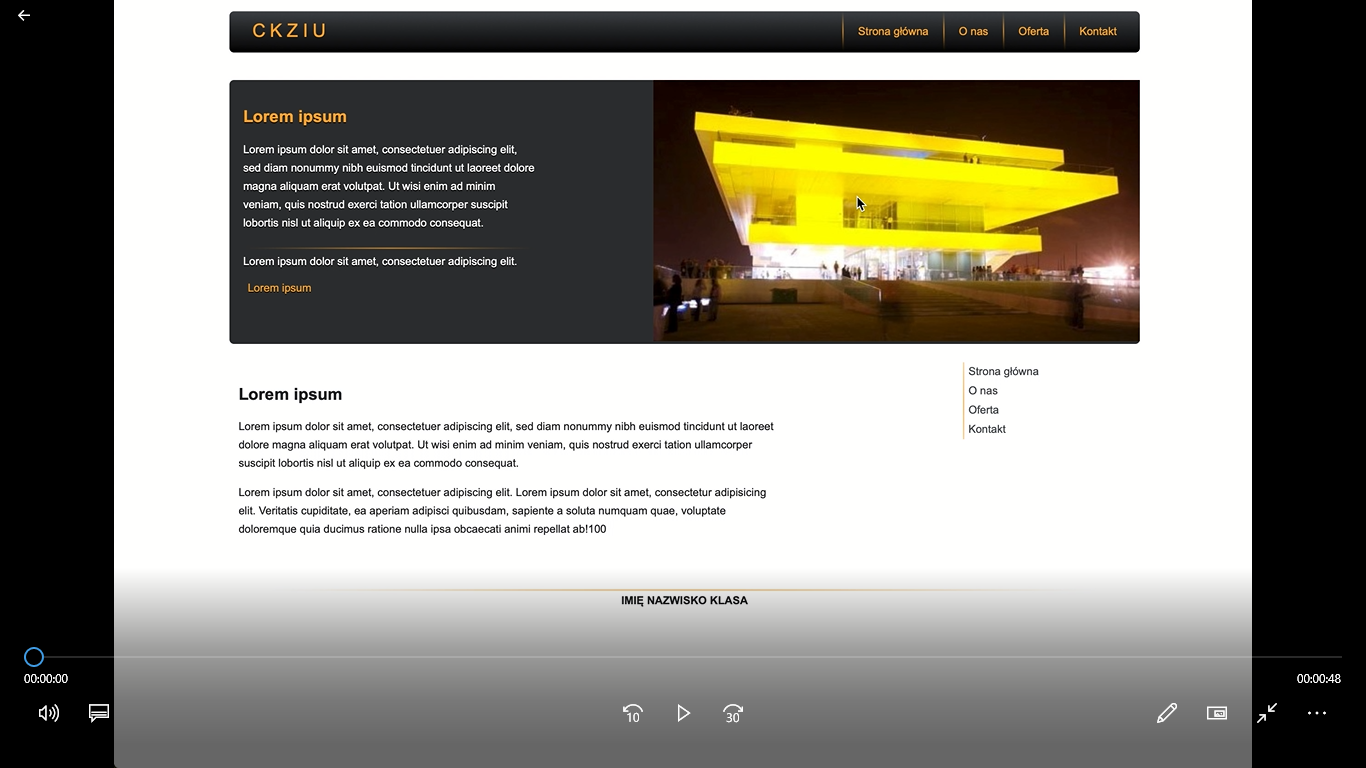 CKZIU
Strona główna
O nas
Oferta
Kontakt
Lorem ipsum
Lorem ipsum dolor sit amet, consectetuer adipiscing elit,
sed diam nonummy nibh euismod tincidunt ut laoreet dolore
magna aliquam erat volutpat. Ut wisi enim ad minim
veniam, quis nostrud exerci tation ullamcorper suscipit
lobortis nisl ut aliquip ex ea commodo consequat.
Lorem ipsum dolor sit amet, consectetuer adipiscing elit.
Lorem ipsum
Lorem ipsum
Lorem ipsum dolor sit amet, consectetuer adipiscing elit, sed diam nonummy nibh euismod tincidunt ut laoreet
dolore magna aliquam erat volutpat. Ut wisi enim ad minim veniam, quis nostrud exerci tation ullamcorper
suscipit lobortis nisl ut aliquip ex ea commodo consequat.
Lorem ipsum dolor sit amet, consectetuer adipiscing elit. Lorem ipsum dolor sit amet, consectetur adipisicing
elit. Veritatis cupiditate, ea aperiam adipisci quibusdam, sapiente a soluta numquam quae, voluptate
doloremque quia ducimus ratione nulla ipsa obcaecati animi repellat ab!100
Strona główna
O nas
Oferta
Kontakt
IMIĘ NAZWISKO KLASA
00:00:00
00:00:48
10
30